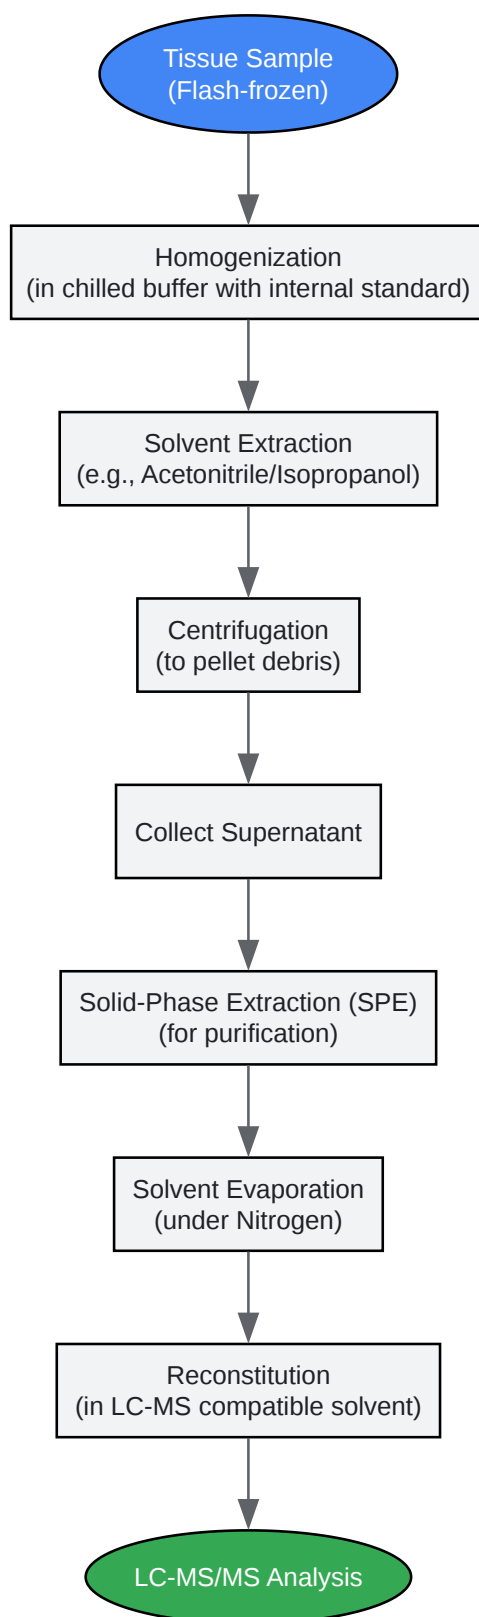 Tissue Sample
(Flash-frozen)
Homogenization
(in chilled buffer with internal standard)
Solvent Extraction
(e.g., Acetonitrile/Isopropanol)
Centrifugation
(to pellet debris)
Collect Supernatant
Solid-Phase Extraction (SPE)
(for purification)
Solvent Evaporation
(under Nitrogen)
Reconstitution
(in LC-MS compatible solvent)
LC-MS/MS Analysis